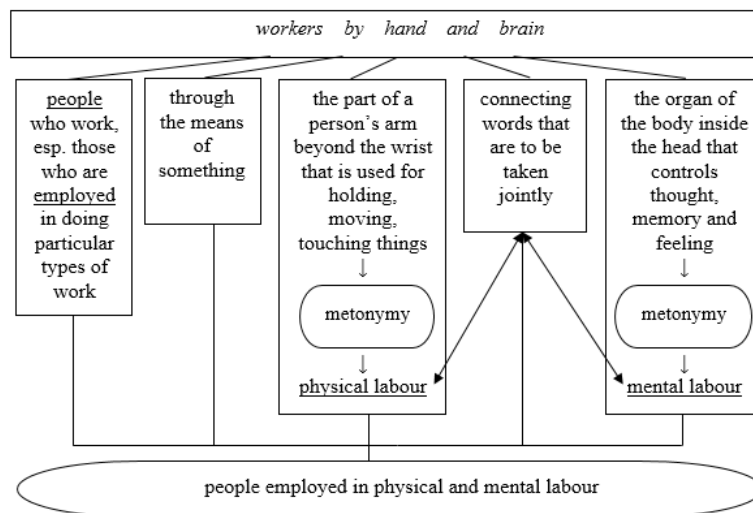 workers by hand and brain
people
who work,
esp. those
who are
employed
in doing
particular
types of
work
through
the means
of
something
the part of a
person's arm
beyond the wrist
that is used for
holding,
moving,
touching things
↓
metonymy
↓
physical labour
connecting
words that
are to be
taken
jointly
the organ of
the body inside
the head that
controls
thought,
memory and
feeling
↓
metonymy
↓
mental labour
people employed in physical and mental labour